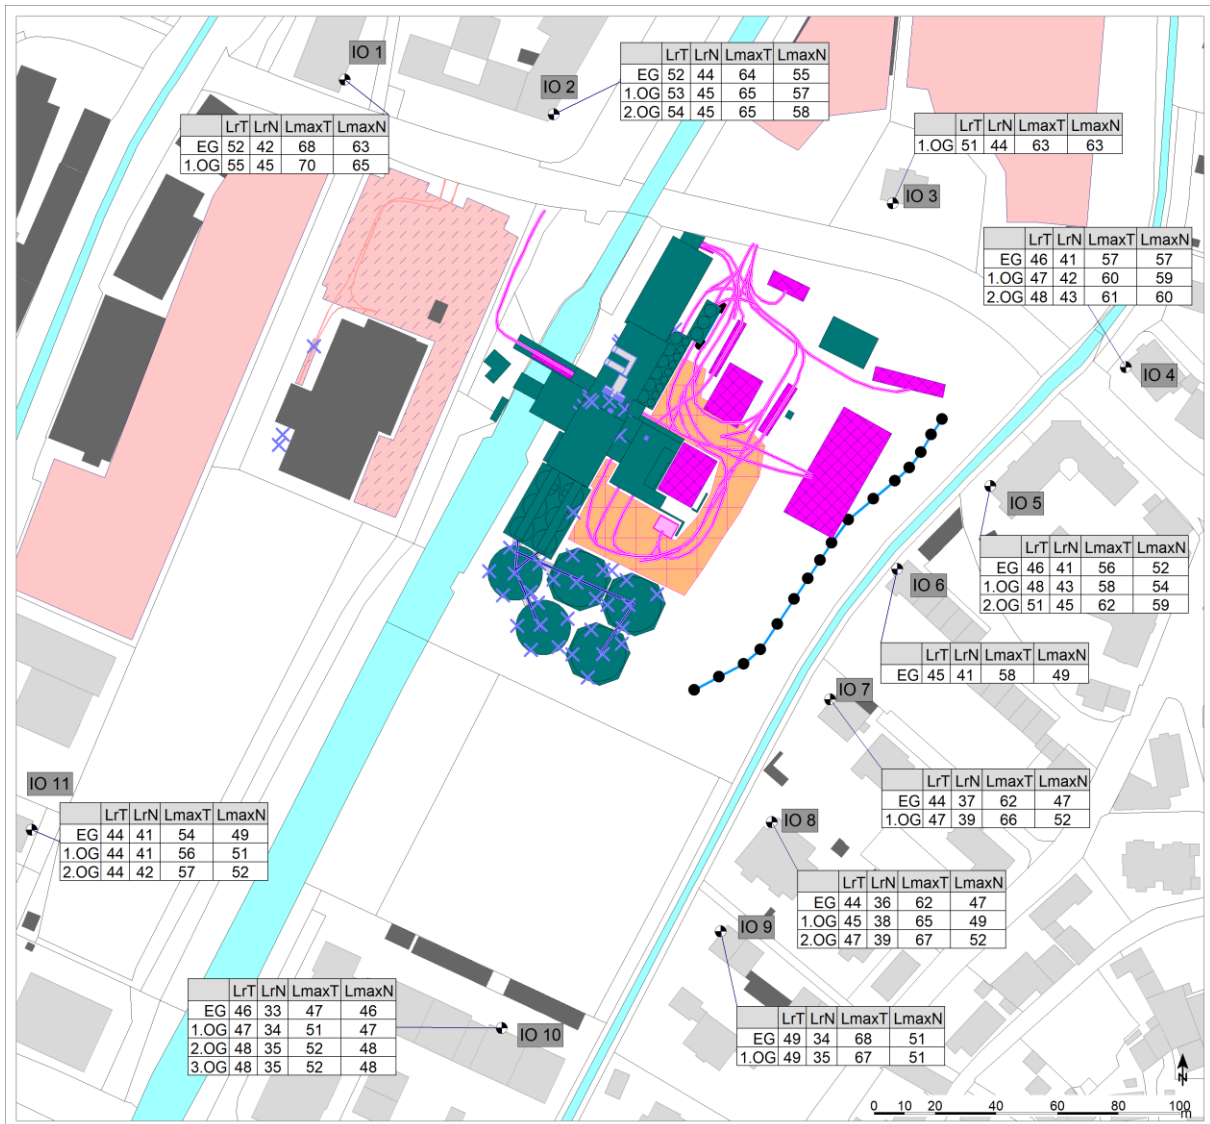 IO 1
LrT LrN LmaxT LmaxN
EG 52 42 68 63
1.OG 55 45 70 65
IO 2
LrT LrN LmaxT LmaxN
EG 52 44 64 55
1.OG 53 45 65 57
2.OG 54 45 65 58
LrT LrN LmaxT LmaxN
1.OG 51 44 63 63
IO 3
LrT LrN LmaxT LmaxN
EG 46 41 57 57
1.OG 47 42 60 59
2.OG 48 43 61 60
IO 4
IO 5
LrT LrN LmaxT LmaxN
EG 46 41 56 52
1.OG 48 43 58 54
2.OG 51 45 62 59
IO 6
LrT LrN LmaxT LmaxN
EG 45 41 58 49
IO 7
LrT LrN LmaxT LmaxN
EG 44 37 62 47
1.OG 47 39 66 52
IO 11
LrT LrN LmaxT LmaxN
EG 44 41 54 49
1.OG 44 41 56 51
2.OG 44 42 57 52
IO 8
LrT LrN LmaxT LmaxN
EG 44 36 62 47
1.OG 45 38 65 49
2.OG 47 39 67 52
IO 9
LrT LrN LmaxT LmaxN
EG 49 34 68 51
1.OG 49 35 67 51
LrT LrN LmaxT LmaxN
EG 46 33 47 46
1.OG 47 34 51 47
2.OG 48 35 52 48
3.OG 48 35 52 48
IO 10
N
0 10 20 40 60 80 100
m